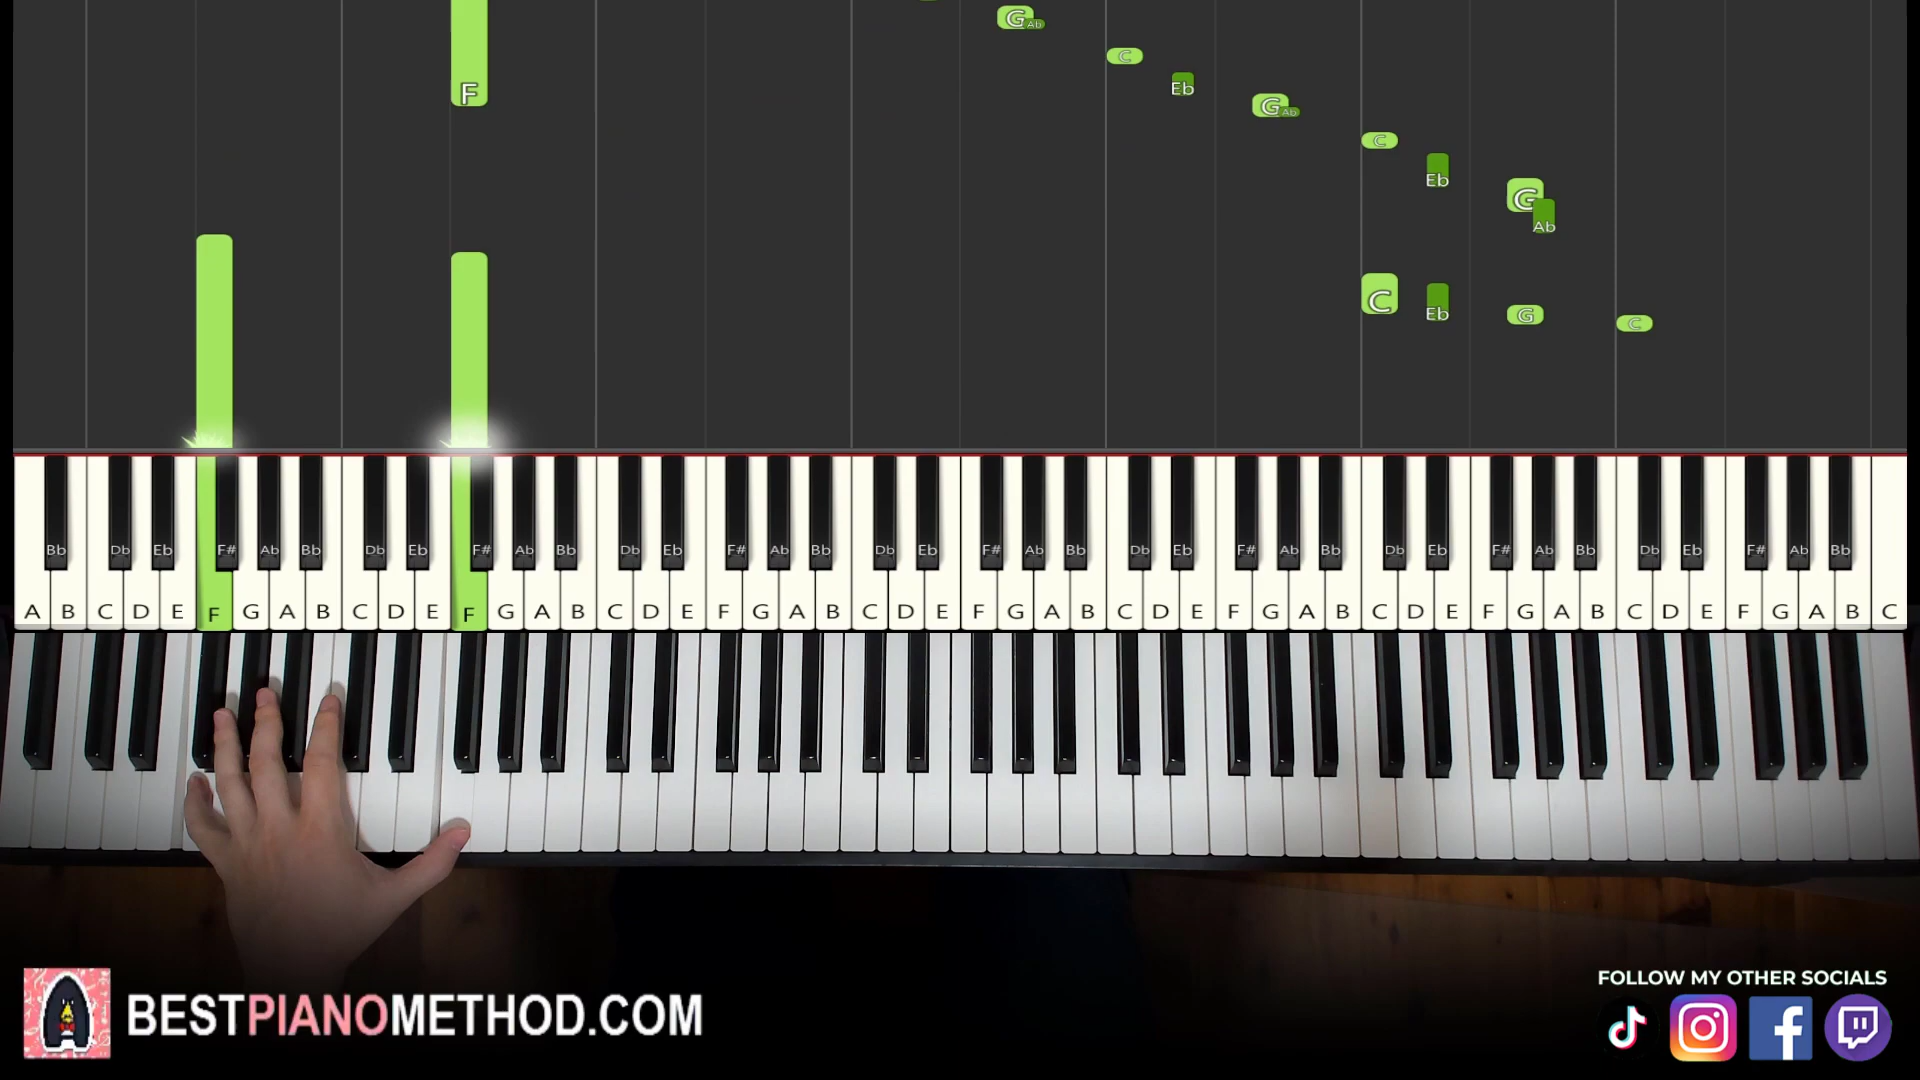 G Ab
C
Eb
F
G Ab
C
Eb
G
Ab
C Eb G C
Bb Db Eb F# Ab Bb Db Eb F# Ab Bb Db Eb F# Ab Bb Db Eb F# Ab Bb Db Eb F# Ab Bb Db Eb F# Ab Bb Db Eb F# Ab Bb
A B C D E F G A B C D E F G A B C D E F G A B C D E F G A B C D E F G A B C D E F G A B C D E F G A B C
FOLLOW MY OTHER SOCIALS
BESTPIANOMETHOD.COM